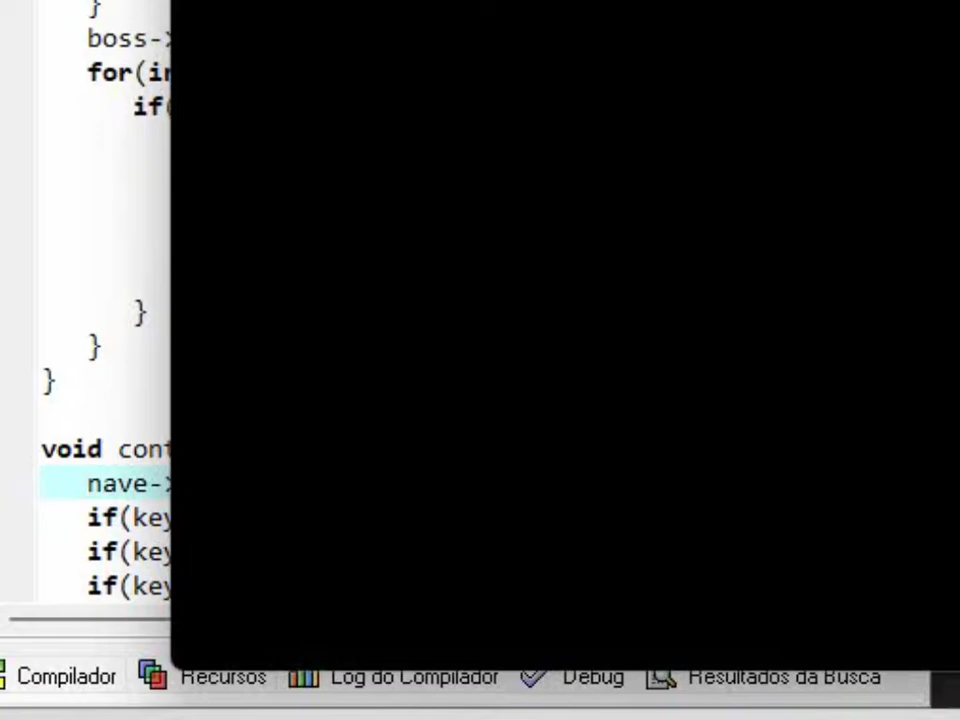 }
boss->
for(in
if(
}
}
}
void cont
nave->
if(key
if(key
if(key
Compilador Recursos Log do Compilador Debug Resultados da Busca